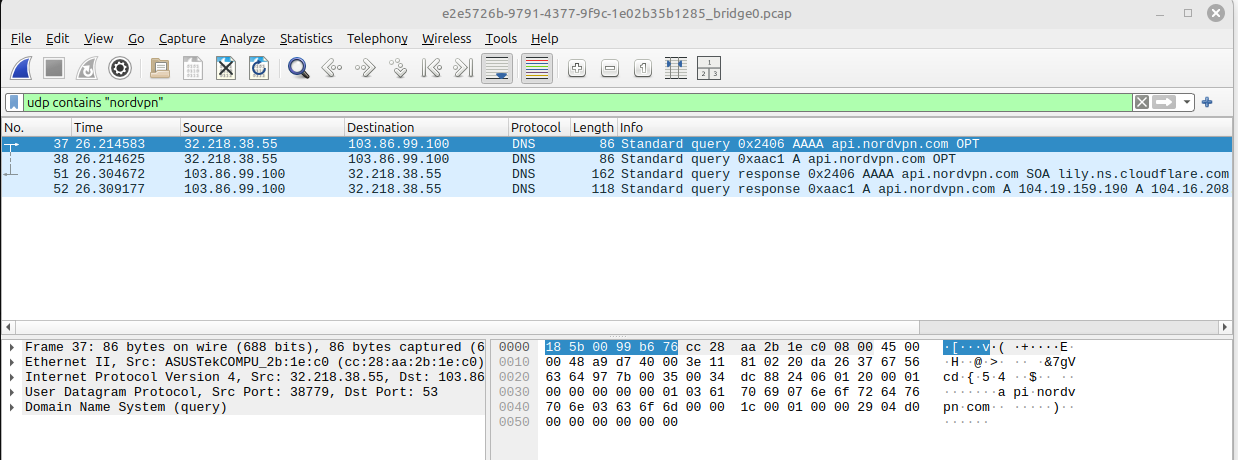 e2e5726b-9791-4377-9f9c-1e02b35b1285_bridge0.pcap
File Edit View Go Capture Analyze Statistics Telephony Wireless Tools Help
udp contains "nordvpn"
No. Time Source Destination Protocol Length Info
37 26.214583 32.218.38.55 103.86.99.100 DNS 86 Standard query 0x2406 AAAA api.nordvpn.com OPT
38 26.214625 32.218.38.55 103.86.99.100 DNS 86 Standard query 0xaac1 A api.nordvpn.com OPT
51 26.304672 103.86.99.100 32.218.38.55 DNS 162 Standard query response 0x2406 AAAA api.nordvpn.com SOA lily.ns.cloudflare.com
52 26.309177 103.86.99.100 32.218.38.55 DNS 118 Standard query response 0xaac1 A api.nordvpn.com A 104.19.159.190 A 104.16.208
Frame 37: 86 bytes on wire (688 bits), 86 bytes captured (6
Ethernet II, Src: ASUSTekCOMPU_2b:1e:c0 (cc:28:aa:2b:1e:c0)
Internet Protocol Version 4, Src: 32.218.38.55, Dst: 103.86
User Datagram Protocol, Src Port: 38779, Dst Port: 53
Domain Name System (query)
0000 18 5b 00 99 b6 76 cc 28 aa 2b 1e c0 08 00 45 00 ·[···v·( ·+····E·
0010 00 48 a9 d7 40 00 3e 11 81 02 20 da 26 37 67 56 ·H··@·>· ·· ·&7gV
0020 63 64 97 7b 00 35 00 34 dc 88 24 06 01 20 00 01 cd·{·5·4 ··$·· ··
0030 00 00 00 00 00 01 03 61 70 69 07 6e 6f 72 64 76 ·······a pi·nordv
0040 70 6e 03 63 6f 6d 00 00 1c 00 01 00 00 29 04 d0 pn·com·· ·····)··
0050 00 00 00 00 00 00 ······